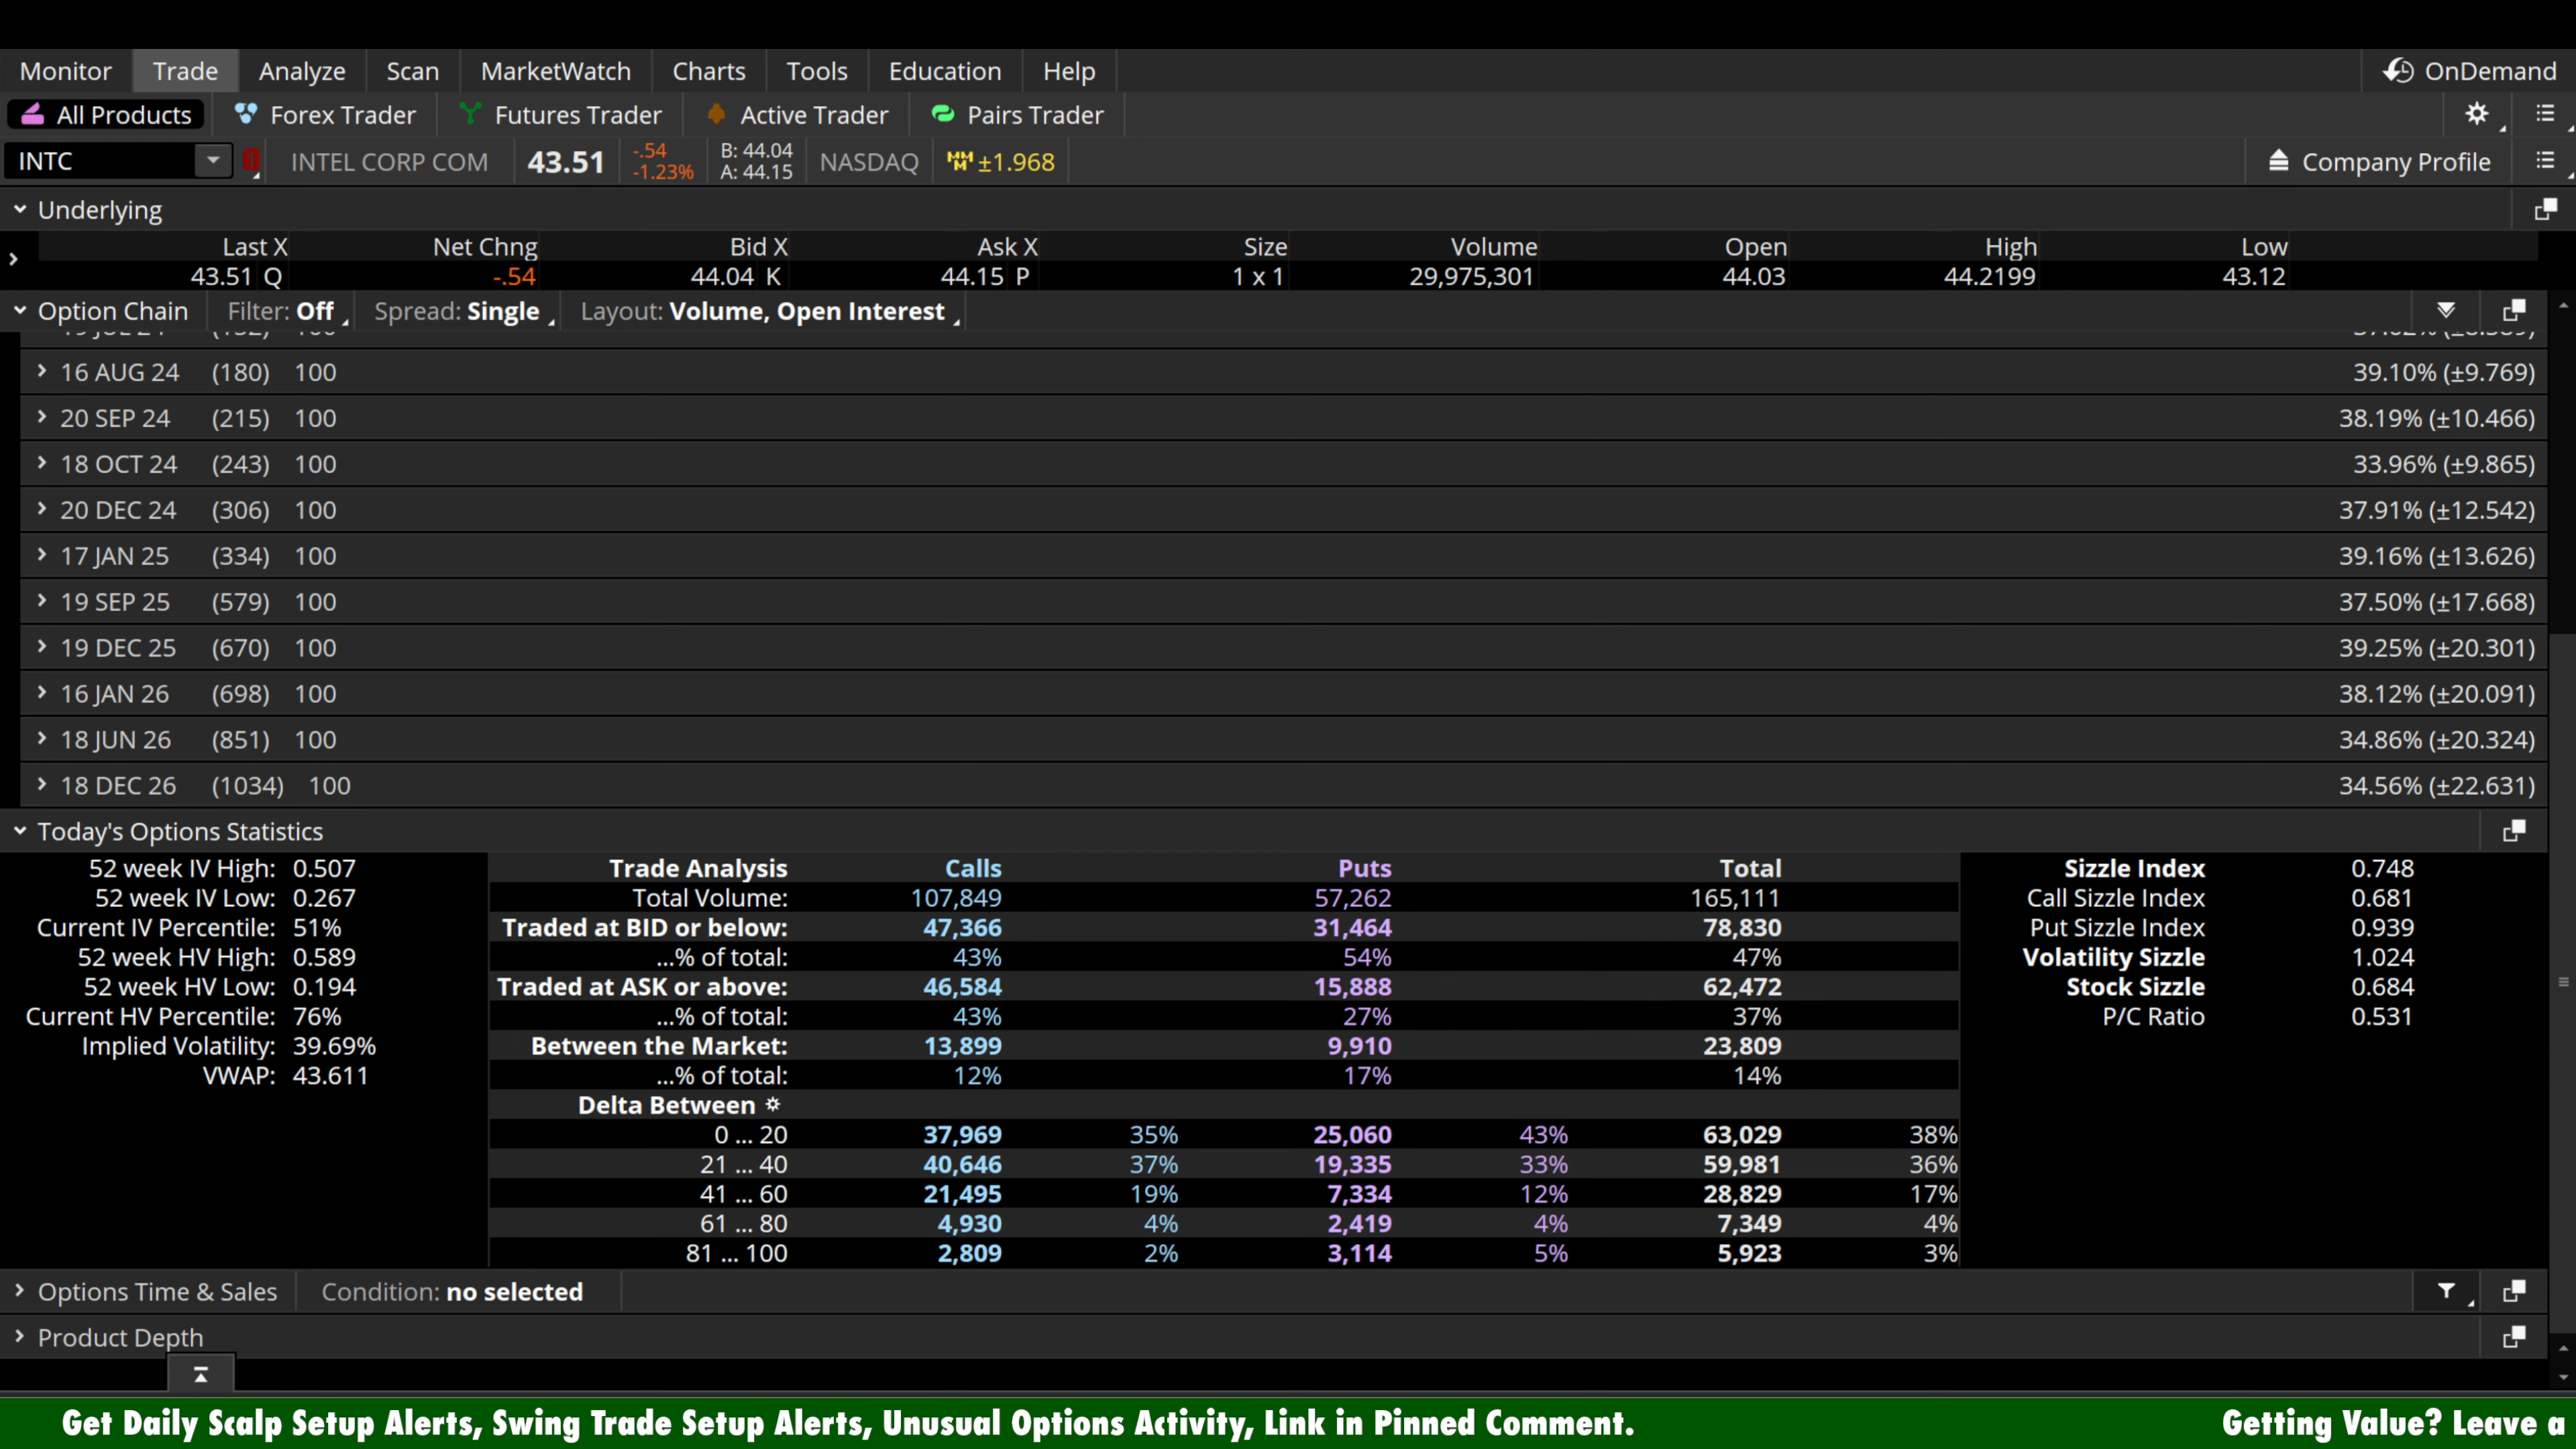 Monitor Trade Analyze Scan MarketWatch Charts Tools Education Help OnDemand
All Products Forex Trader Futures Trader Active Trader Pairs Trader
INTC INTEL CORP COM 43.51 -.54 -1.23% B: 44.04 A: 44.15 NASDAQ ±1.968 Company Profile
Underlying
Last X Net Chng Bid X Ask X Size Volume Open High Low
43.51 Q -.54 44.04 K 44.15 P 1 x 1 29,975,301 44.03 44.2199 43.12
Option Chain Filter: Off Spread: Single Layout: Volume, Open Interest
16 AUG 24 (180) 100 39.10% (±9.769)
20 SEP 24 (215) 100 38.19% (±10.466)
18 OCT 24 (243) 100 33.96% (±9.865)
20 DEC 24 (306) 100 37.91% (±12.542)
17 JAN 25 (334) 100 39.16% (±13.626)
19 SEP 25 (579) 100 37.50% (±17.668)
19 DEC 25 (670) 100 39.25% (±20.301)
16 JAN 26 (698) 100 38.12% (±20.091)
18 JUN 26 (851) 100 34.86% (±20.324)
18 DEC 26 (1034) 100 34.56% (±22.631)
Today's Options Statistics
52 week IV High: 0.507 Trade Analysis Calls Puts Total Sizzle Index 0.748
52 week IV Low: 0.267 Total Volume: 107,849 57,262 165,111 Call Sizzle Index 0.681
Current IV Percentile: 51% Traded at BID or below: 47,366 31,464 78,830 Put Sizzle Index 0.939
52 week HV High: 0.589 ...% of total: 43% 54% 47% Volatility Sizzle 1.024
52 week HV Low: 0.194 Traded at ASK or above: 46,584 15,888 62,472 Stock Sizzle 0.684
Current HV Percentile: 76% ...% of total: 43% 27% 37% P/C Ratio 0.531
Implied Volatility: 39.69% Between the Market: 13,899 9,910 23,809
VWAP: 43.611 ...% of total: 12% 17% 14%
Delta Between
0 ... 20 37,969 35% 25,060 43% 63,029 38%
21 ... 40 40,646 37% 19,335 33% 59,981 36%
41 ... 60 21,495 19% 7,334 12% 28,829 17%
61 ... 80 4,930 4% 2,419 4% 7,349 4%
81 ... 100 2,809 2% 3,114 5% 5,923 3%
Options Time & Sales Condition: no selected
Product Depth
Get Daily Scalp Setup Alerts, Swing Trade Setup Alerts, Unusual Options Activity, Link in Pinned Comment. Getting Value? Leave a